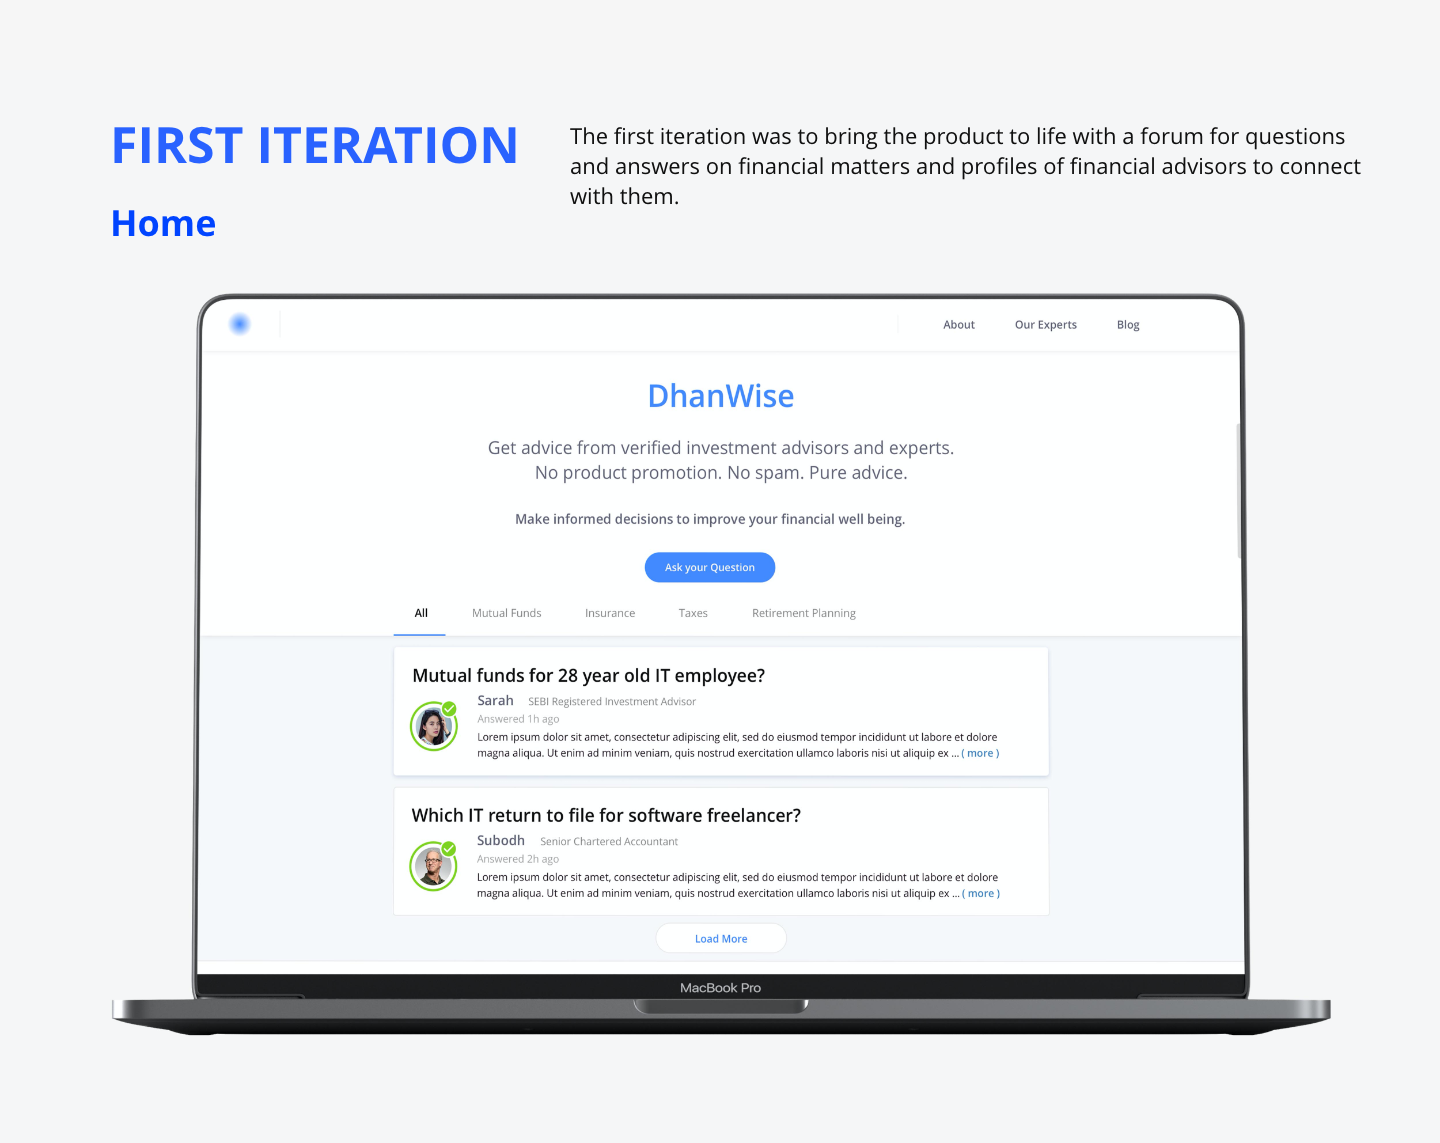 FIRST ITERATION
Home
The first iteration was to bring the product to life with a forum for questions
and answers on financial matters and profiles of financial advisors to connect
with them.
About
Our Experts
Blog
DhanWise
Get advice from verified investment advisors and experts.
No product promotion. No spam. Pure advice.
Make informed decisions to improve your financial well being.
Ask your Question
All
Mutual Funds
Insurance
Taxes
Retirement Planning
Mutual funds for 28 year old IT employee?
Sarah SEBI Registered Investment Advisor
Answered 1h ago
Lorem ipsum dolor sit amet, consectetur adipiscing elit, sed do eiusmod tempor incididunt ut labore et dolore
magna aliqua. Ut enim ad minim veniam, quis nostrud exercitation ullamco laboris nisi ut aliquip ex ... ( more )
Which IT return to file for software freelancer?
Subodh Senior Chartered Accountant
Answered 2h ago
Lorem ipsum dolor sit amet, consectetur adipiscing elit, sed do eiusmod tempor incididunt ut labore et dolore
magna aliqua. Ut enim ad minim veniam, quis nostrud exercitation ullamco laboris nisi ut aliquip ex ... ( more )
Load More
MacBook Pro